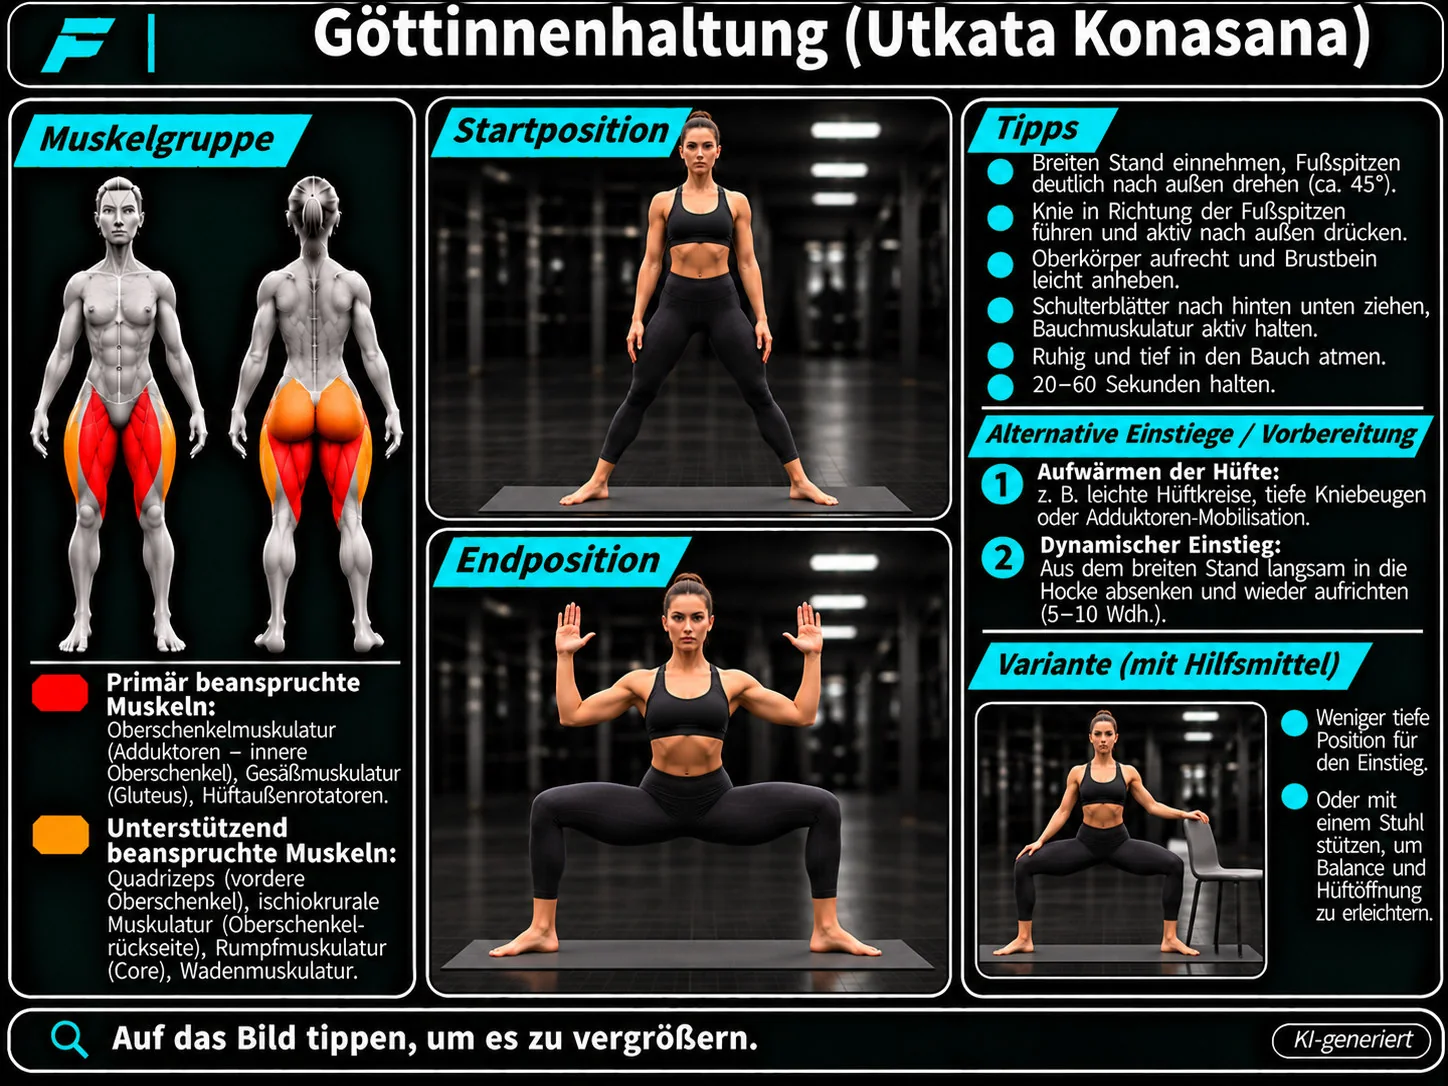 Göttinnenhaltung (Utkata Konasana)
Muskelgruppe
Primär beanspruchte
Muskeln:
Oberschenkelmuskulatur
(Adduktoren – innere
Oberschenkel), Gesäßmuskulatur
(Gluteus), Hüftaußenrotatoren.
Unterstützend
beanspruchte Muskeln:
Quadrizeps (vordere
Oberschenkel), ischiokrurale
Muskulatur (Oberschenkel-
rückseite), Rumpfmuskulatur
(Core), Wadenmuskulatur.
Startposition
Endposition
Tipps
Breiten Stand einnehmen, Fußspitzen
deutlich nach außen drehen (ca. 45°).
Knie in Richtung der Fußspitzen
führen und aktiv nach außen drücken.
Oberkörper aufrecht und Brustbein
leicht anheben.
Schulterblätter nach hinten unten ziehen,
Bauchmuskulatur aktiv halten.
Ruhig und tief in den Bauch atmen.
20–60 Sekunden halten.
Alternative Einstiege / Vorbereitung
1 Aufwärmen der Hüfte:
z. B. leichte Hüftkreise, tiefe Kniebeugen
oder Adduktoren-Mobilisation.
2 Dynamischer Einstieg:
Aus dem breiten Stand langsam in die
Hocke absenken und wieder aufrichten
(5–10 Wdh.).
Variante (mit Hilfsmittel)
Weniger tiefe
Position für
den Einstieg.
Oder mit
einem Stuhl
stützen, um
Balance und
Hüftöffnung
zu erleichtern.
Auf das Bild tippen, um es zu vergrößern.
KI-generiert